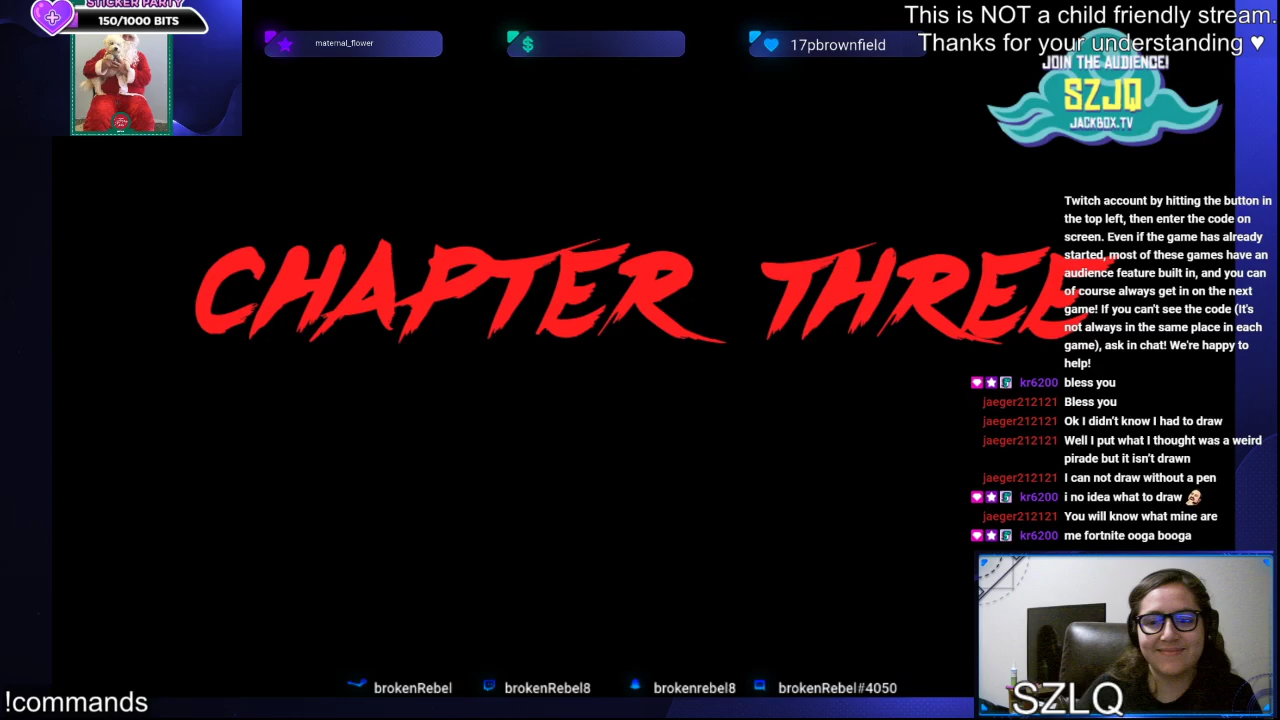 STICKER PARTY
150/1000 BITS
maternal_flower
$
17pbrownfield
This is NOT a child friendly stream.
Thanks for your understanding ♥
JOIN THE AUDIENCE!
SZJQ
JACKBOX.TV
CHAPTER THREE
Twitch account by hitting the button in
the top left, then enter the code on
screen. Even if the game has already
started, most of these games have an
audience feature built in, and you can
of course always get in on the next
game! If you can't see the code (it's
not always in the same place in each
game), ask in chat! We're happy to
help!
kr6200 bless you
jaeger212121 Bless you
jaeger212121 Ok I didn't know I had to draw
jaeger212121 Well I put what I thought was a weird
pirade but it isn't drawn
jaeger212121 I can not draw without a pen
kr6200 i no idea what to draw
jaeger212121 You will know what mine are
kr6200 me fortnite ooga booga
brokenRebel
brokenRebel8
brokenrebel8
brokenRebel#4050
!commands
SZLQ